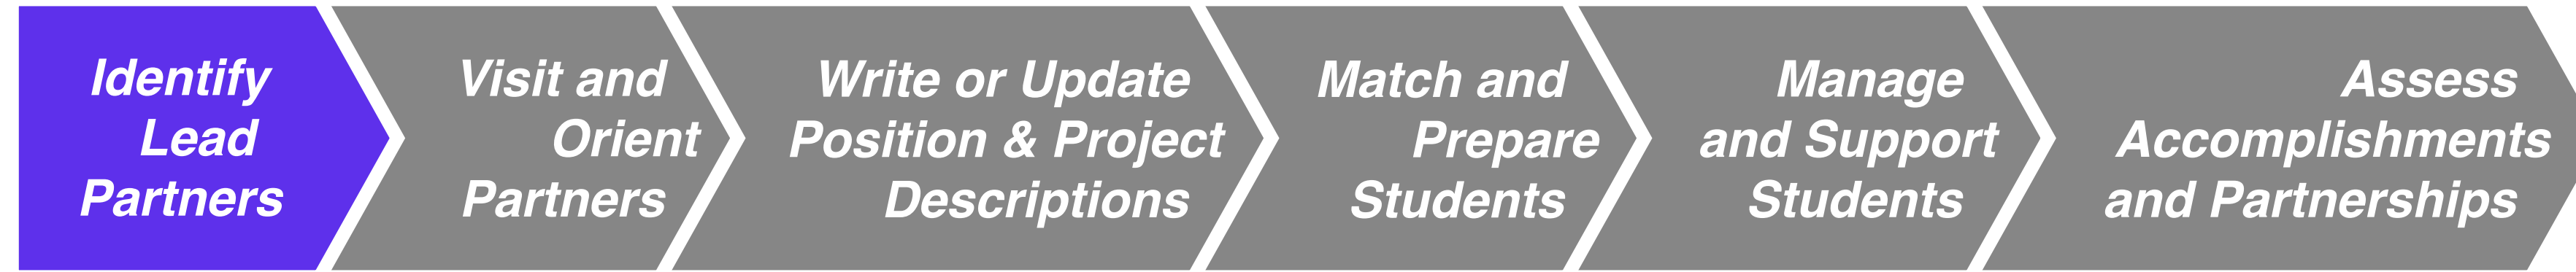 Identify
Lead
Partners
Visit and
Orient
Partners
Write or Update
Position & Project
Descriptions
Match and
Prepare
Students
Manage
and Support
Students
Assess
Accomplishments
and Partnerships